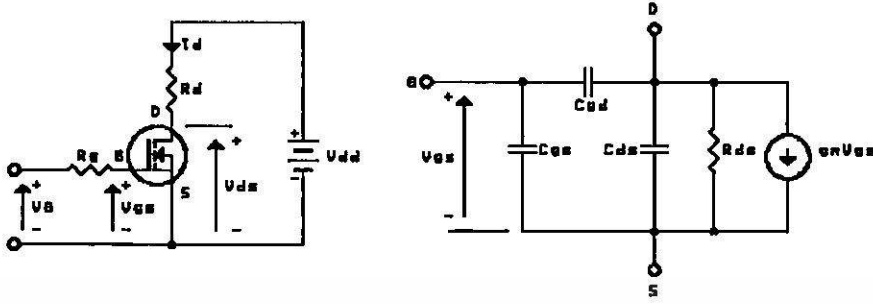 Id
Rd
D
Rg
G
S
+
VG
-
+
Vgs
-
+
Vds
-
+
Vdd
-
D
G
+
Vgs
-
Cgd
Cgs
Cds
Rds
gmVgs
S